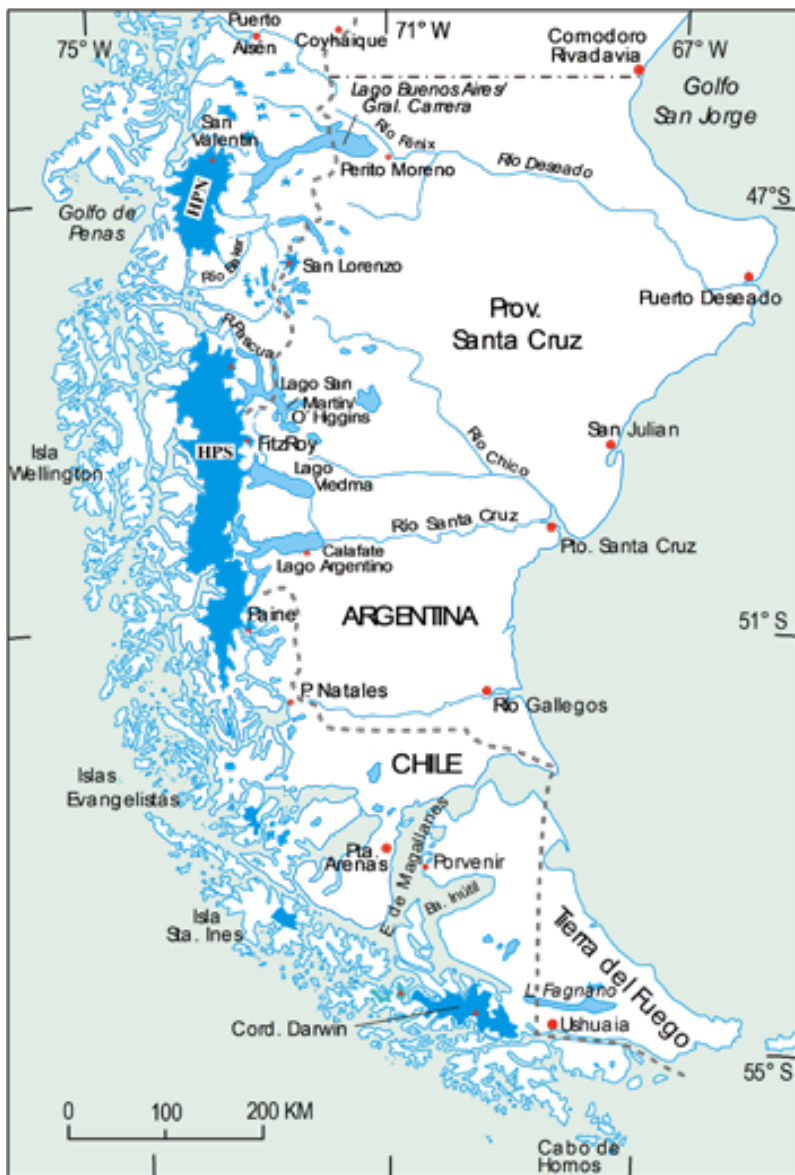 75° W
Puerto
Aisén
Coyhaique
71° W
67° W
Comodoro
Rivadavia
Golfo
San Jorge
Lago Buenos Aires/
Gral. Carrera
San
Valentin
Río Fénix
Perito Moreno
Río Deseado
HPN
47° S
Golfo de
Penas
Río Baker
San Lorenzo
Puerto Deseado
Prov.
Santa Cruz
R.Pascua
Lago San
Martin/
O´Higgins
San Julian
Isla
Wellington
HPS
FitzRoy
Río Chico
Lago
Viedma
Río Santa Cruz
Pto. Santa Cruz
Calafate
Lago Argentino
Paine
ARGENTINA
51° S
P. Natales
Río Gallegos
CHILE
Islas
Evangelistas
E. de Magallanes
Pta.
Arenas
Porvenir
Ba. Inútil
Isla
Sta. Ines
Tierra del Fuego
L. Fagnano
Cord. Darwin
Ushuaia
55° S
0 100 200 KM
Cabo de
Hornos